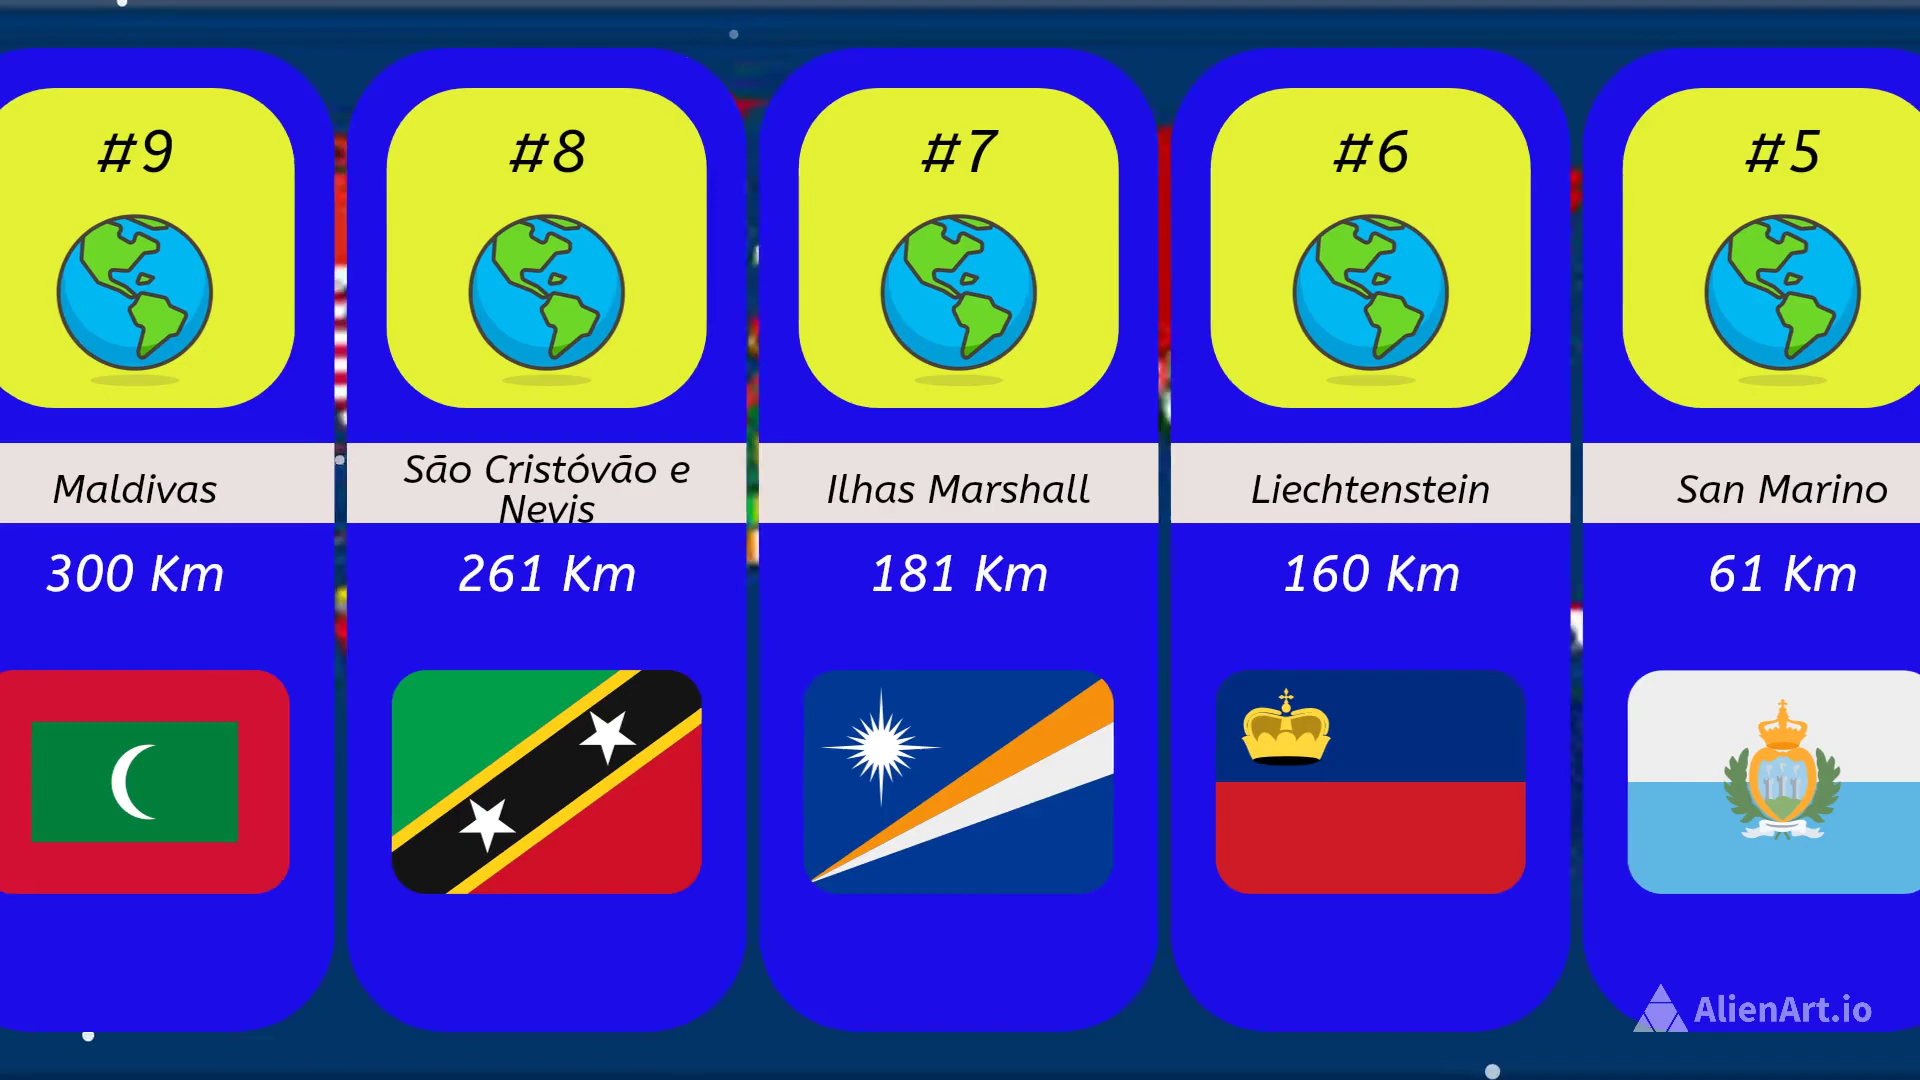 #9
#8
#7
#6
#5
Maldivas
São Cristóvão e
Nevis
Ilhas Marshall
Liechtenstein
San Marino
300 Km
261 Km
181 Km
160 Km
61 Km
AlienArt.io